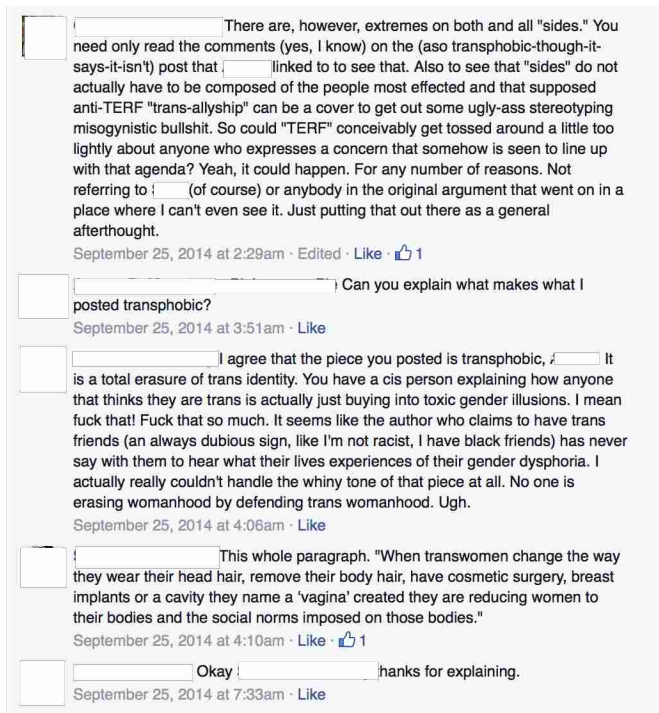 There are, however, extremes on both and all "sides." You
need only read the comments (yes, I know) on the (aso transphobic-though-it-
says-it-isn't) post that linked to to see that. Also to see that "sides" do not
actually have to be composed of the people most effected and that supposed
anti-TERF "trans-allyship" can be a cover to get out some ugly-ass stereotyping
misogynistic bullshit. So could "TERF" conceivably get tossed around a little too
lightly about anyone who expresses a concern that somehow is seen to line up
with that agenda? Yeah, it could happen. For any number of reasons. Not
referring to (of course) or anybody in the original argument that went on in a
place where I can't even see it. Just putting that out there as a general
afterthought.
September 25, 2014 at 2:29am · Edited · Like · 1
Can you explain what makes what I
posted transphobic?
September 25, 2014 at 3:51am · Like
I agree that the piece you posted is transphobic, It
is a total erasure of trans identity. You have a cis person explaining how anyone
that thinks they are trans is actually just buying into toxic gender illusions. I mean
fuck that! Fuck that so much. It seems like the author who claims to have trans
friends (an always dubious sign, like I'm not racist, I have black friends) has never
say with them to hear what their lives experiences of their gender dysphoria. I
actually really couldn't handle the whiny tone of that piece at all. No one is
erasing womanhood by defending trans womanhood. Ugh.
September 25, 2014 at 4:06am · Like
This whole paragraph. "When transwomen change the way
they wear their head hair, remove their body hair, have cosmetic surgery, breast
implants or a cavity they name a 'vagina' created they are reducing women to
their bodies and the social norms imposed on those bodies."
September 25, 2014 at 4:10am · Like · 1
Okay hanks for explaining.
September 25, 2014 at 7:33am · Like